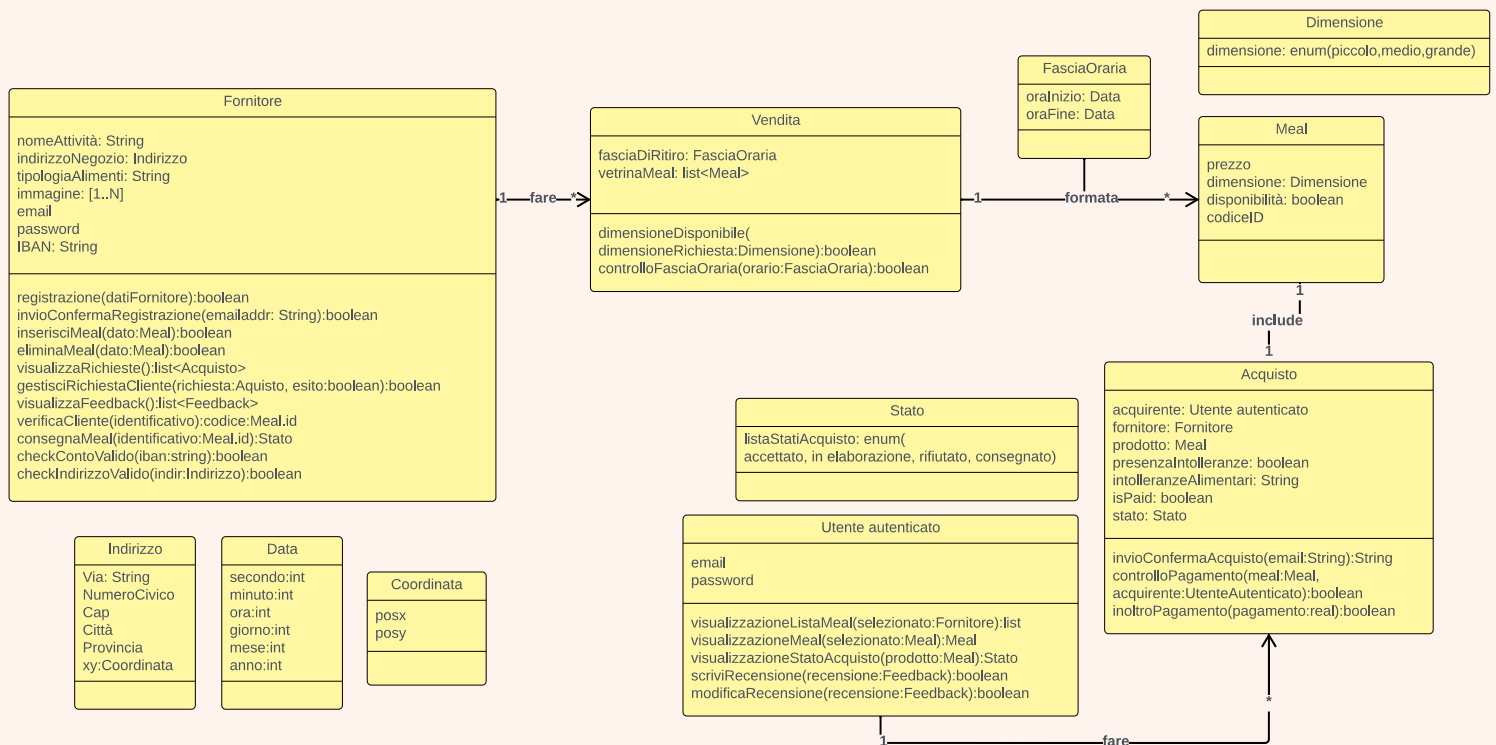 Dimensione
dimensione: enum(piccolo,medio,grande)
FasciaOraria
oraInizio: Data
oraFine: Data
Fornitore
nomeAttività: String
indirizzoNegozio: Indirizzo
tipologiaAlimenti: String
immagine: [1..N]
email
password
IBAN: String
registrazione(datiFornitore):boolean
invioConfermaRegistrazione(emailaddr: String):boolean
inserisciMeal(dato:Meal):boolean
eliminaMeal(dato:Meal):boolean
visualizzaRichieste():list<Acquisto>
gestisciRichiestaCliente(richiesta:Aquisto, esito:boolean):boolean
visualizzaFeedback():list<Feedback>
verificaCliente(identificativo):codice:Meal.id
consegnaMeal(identificativo:Meal.id):Stato
checkContoValido(iban:string):boolean
checkIndirizzoValido(indir:Indirizzo):boolean
1 fare *
Vendita
fasciaDiRitiro: FasciaOraria
vetrinaMeal: list<Meal>
dimensioneDisponibile(
dimensioneRichiesta:Dimensione):boolean
controlloFasciaOraria(orario:FasciaOraria):boolean
1 formata *
Meal
prezzo
dimensione: Dimensione
disponibilità: boolean
codiceID
1
include
1
Acquisto
acquirente: Utente autenticato
fornitore: Fornitore
prodotto: Meal
presenzaIntolleranze: boolean
intolleranzeAlimentari: String
isPaid: boolean
stato: Stato
invioConfermaAcquisto(email:String):String
controlloPagamento(meal:Meal,
acquirente:UtenteAutenticato):boolean
inoltroPagamento(pagamento:real):boolean
Stato
listaStatiAcquisto: enum(
accettato, in elaborazione, rifiutato, consegnato)
Utente autenticato
email
password
visualizzazioneListaMeal(selezionato:Fornitore):list
visualizzazioneMeal(selezionato:Meal):Meal
visualizzazioneStatoAcquisto(prodotto:Meal):Stato
scriviRecensione(recensione:Feedback):boolean
modificaRecensione(recensione:Feedback):boolean
Indirizzo
Via: String
NumeroCivico
Cap
Città
Provincia
xy:Coordinata
Data
secondo:int
minuto:int
ora:int
giorno:int
mese:int
anno:int
Coordinata
posx
posy
*
1 fare